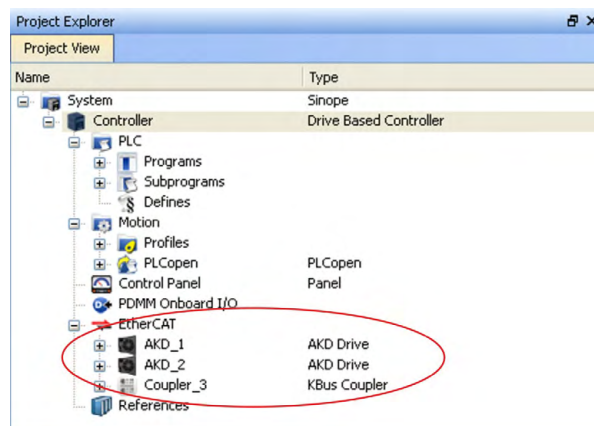 Project Explorer
Project View
Name Type
System Sinope
Controller Drive Based Controller
PLC
Programs
Subprograms
Defines
Motion
Profiles
PLCopen PLCopen
Control Panel Panel
PDMM Onboard I/O
EtherCAT
AKD_1 AKD Drive
AKD_2 AKD Drive
Coupler_3 KBus Coupler
References